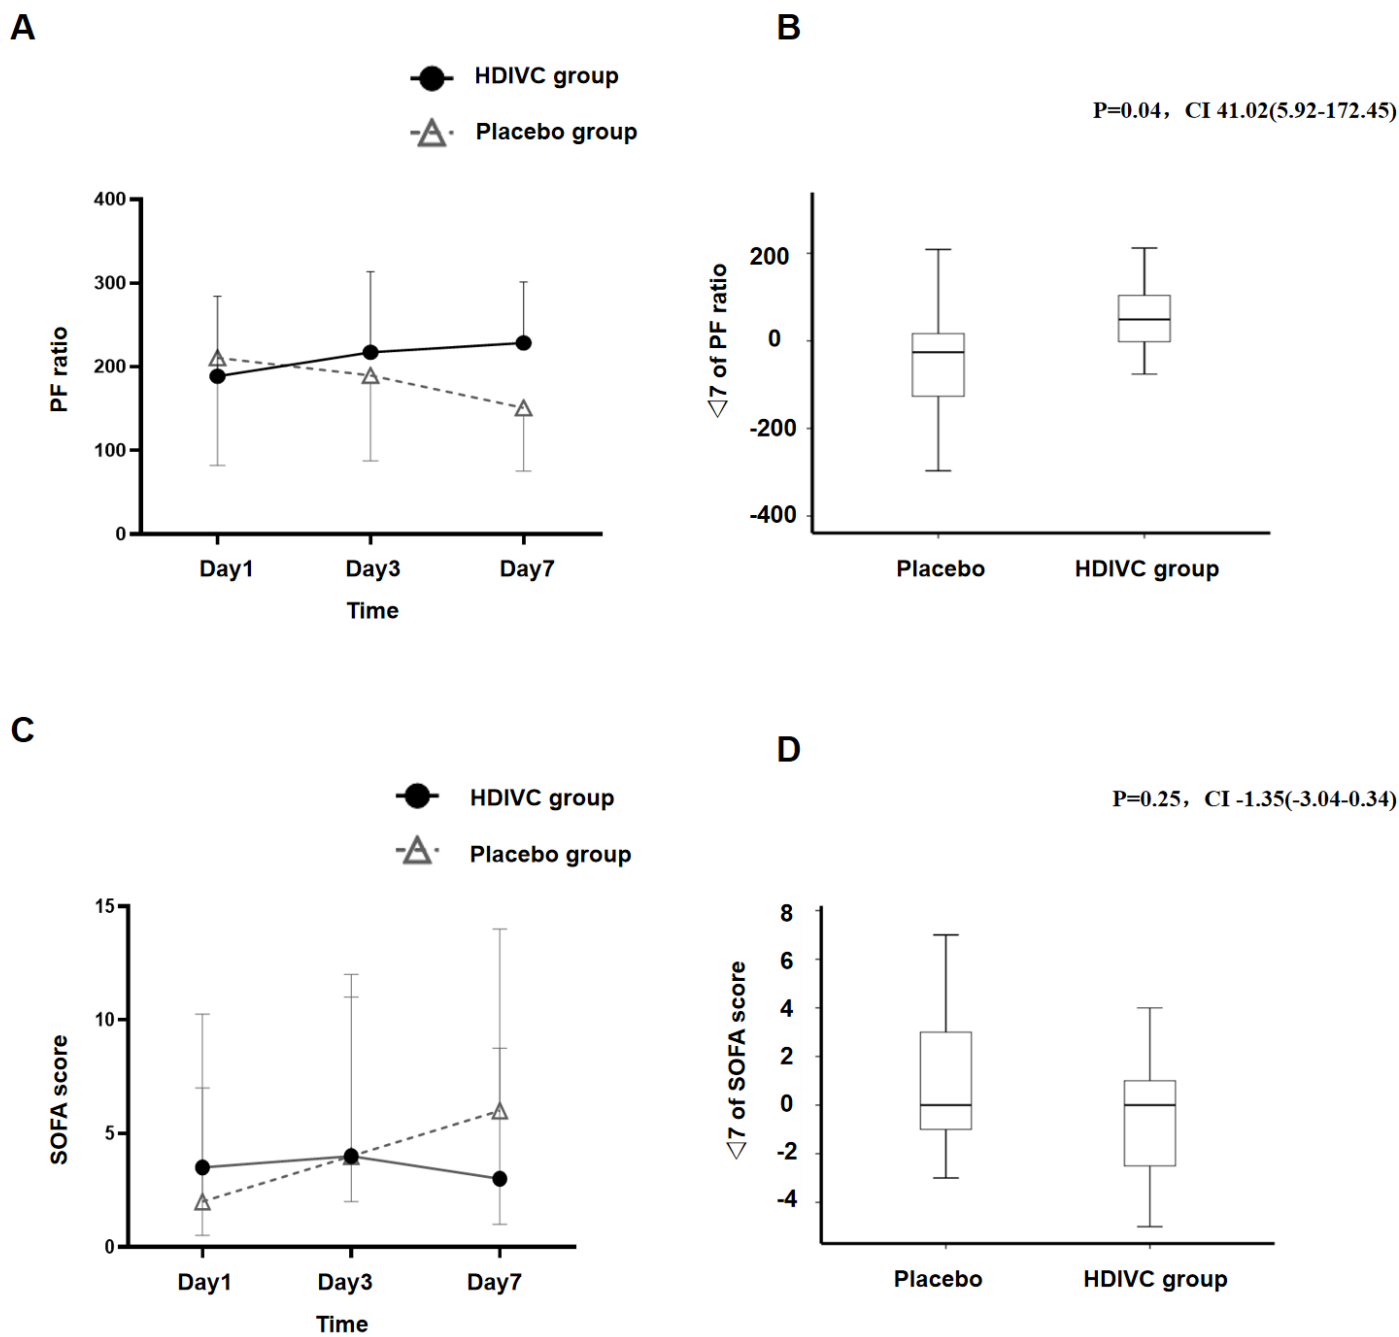 A
HDIVC group
Placebo group
400
300
200
100
0
PF ratio
Day1 Day3 Day7
Time
B
P=0.04, CI 41.02(5.92-172.45)
200
0
-200
-400
▽7 of PF ratio
Placebo HDIVC group
C
HDIVC group
Placebo group
15
10
5
0
SOFA score
Day1 Day3 Day7
Time
D
P=0.25, CI -1.35(-3.04-0.34)
8
6
4
2
0
-2
-4
▽7 of SOFA score
Placebo HDIVC group